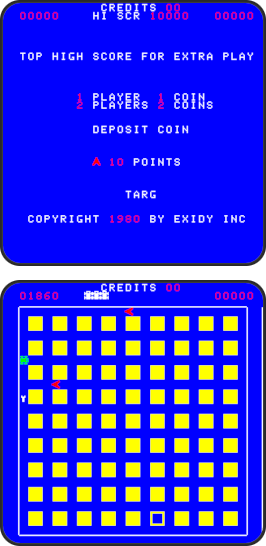 CREDITS 00
00000 HI SCR 10000 00000
TOP HIGH SCORE FOR EXTRA PLAY
1 PLAYER 1 COIN
2 PLAYERS 2 COINS
DEPOSIT COIN
10 POINTS
TARG
COPYRIGHT 1980 BY EXIDY INC
CREDITS 00
01860 00000